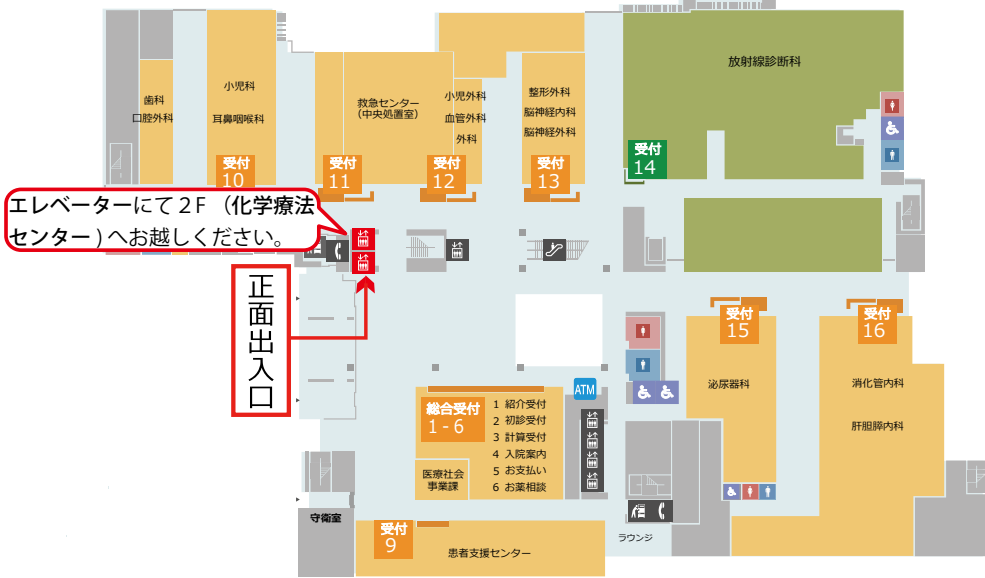 放射線診断科
小児科
耳鼻咽喉科
歯科
口腔外科
救急センター
（中央処置室）
小児外科
血管外科
外科
整形外科
脳神経内科
脳神経外科
受付
10
受付
11
受付
12
受付
13
受付
14
エレベーターにて２F （化学療法
センター ) へお越しください。
正面出入口
受付
15
受付
16
泌尿器科
消化管内科
肝胆膵内科
ATM
総合受付
1 - 6
1 紹介受付
2 初診受付
3 計算受付
4 入院案内
5 お支払い
6 お薬相談
医療社会
事業課
守衛室
受付
9
患者支援センター
ラウンジ